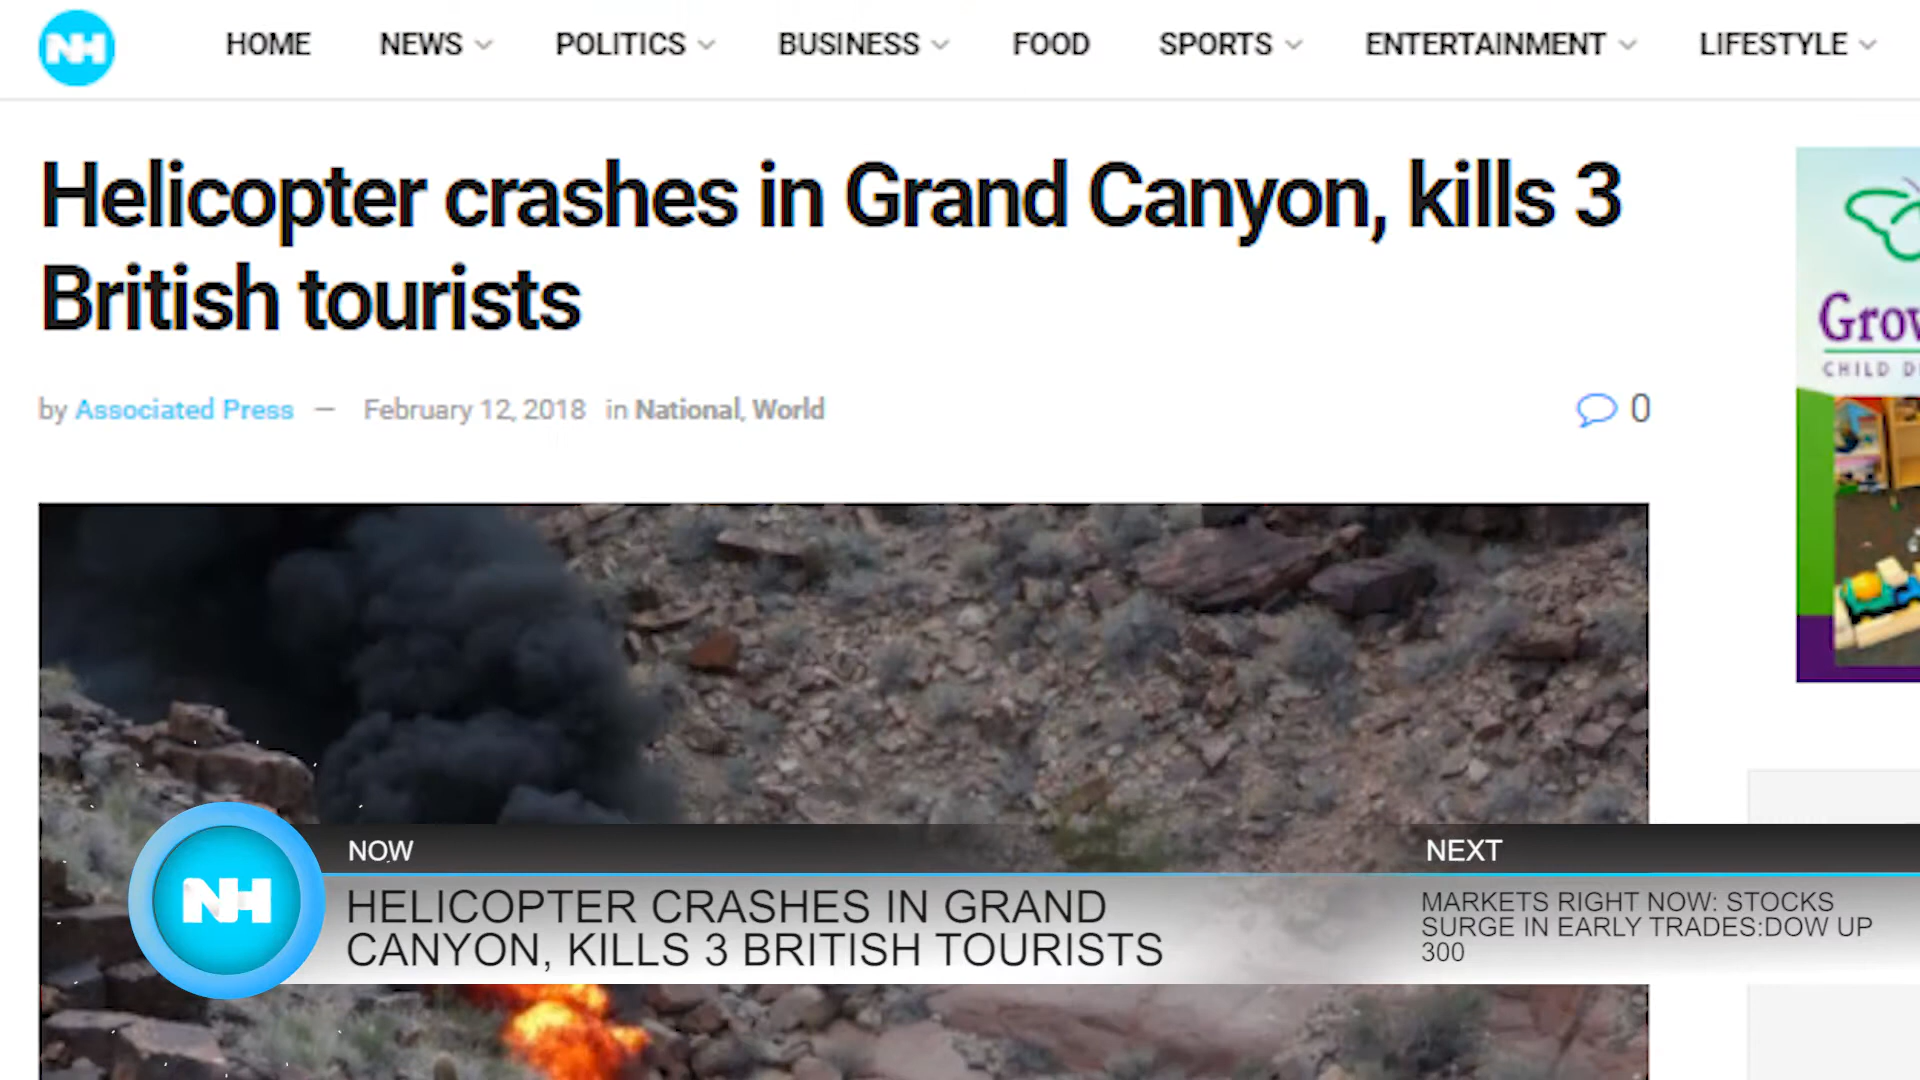 NH
HOME NEWS POLITICS BUSINESS FOOD SPORTS ENTERTAINMENT LIFESTYLE
Helicopter crashes in Grand Canyon, kills 3
British tourists
by Associated Press — February 12, 2018 in National, World
0
CHILD
NOW
NH
HELICOPTER CRASHES IN GRAND
CANYON, KILLS 3 BRITISH TOURISTS
NEXT
MARKETS RIGHT NOW: STOCKS
SURGE IN EARLY TRADES:DOW UP
300